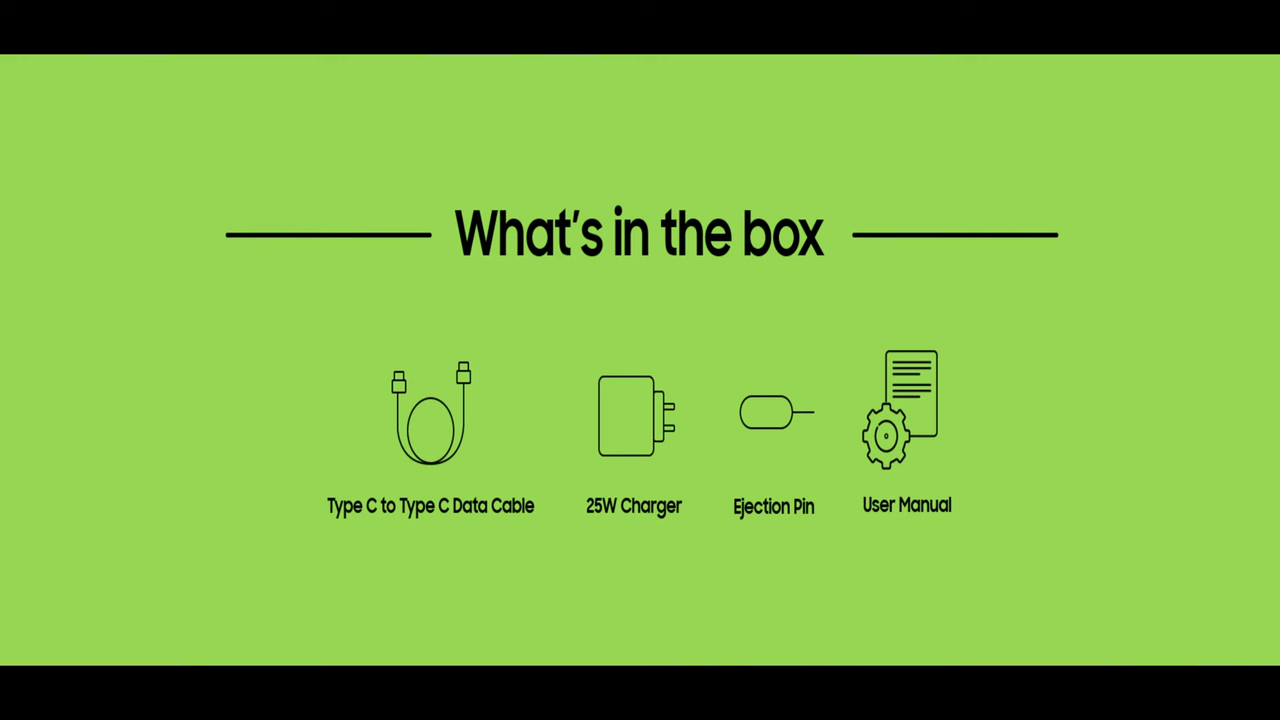 What's in the box
Type C to Type C Data Cable
25W Charger
Ejection Pin
User Manual